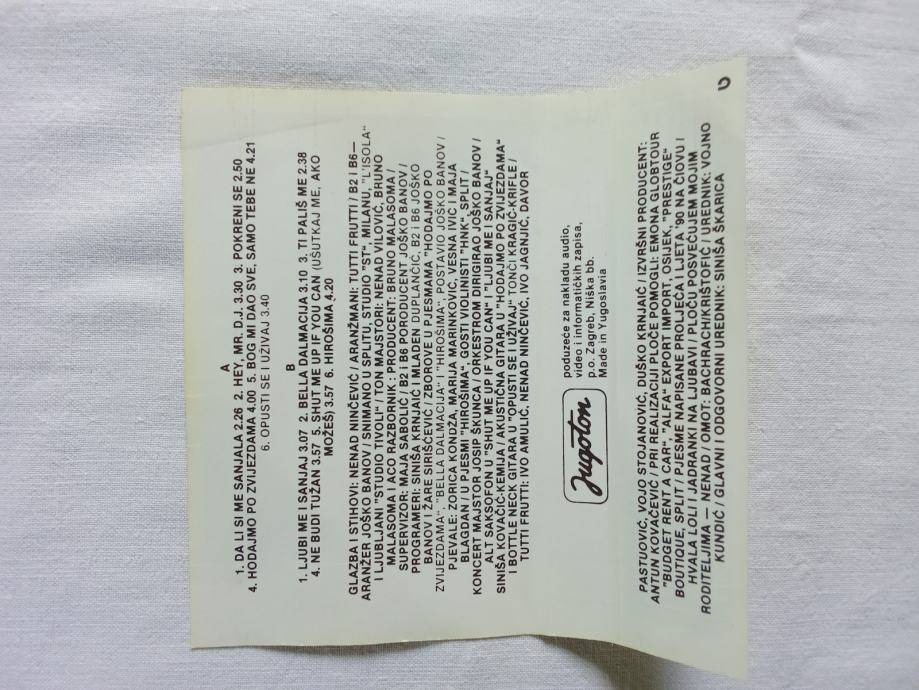 A
1. DA LI SI ME SANJALA 2.26 2. HEY, MR. D.J. 3.30 3. POKRENI SE 2.50
4. HODAJMO PO ZVIJEZDAMA 4.00 5. BOG MI DAO SVE, SAMO TEBE NE 4.21
6. OPUSTI SE I UŽIVAJ 3.40
B
1. LJUBI ME I SANJAJ 3.07 2. BELLA DALMACIJA 3.10 3. TI PALIŠ ME 2.38
4. NE BUDI TUŽAN 3.57 5. SHUT ME UP IF YOU CAN (UŠUTKAJ ME, AKO
MOŽEŠ) 3.57 6. HIROŠIMA 4.20
GLAZBA I STIHOVI: NENAD NINČEVIĆ / ARANŽMANI: TUTTI FRUTTI / B2 i B6—
ARANŽER JOŠKO BANOV / SNIMANO U SPLITU, STUDIO "ST", MILANU, "L'ISOLA"
I LJUBLJANI "STUDIO TIVOLI" / TON MAJSTORI: NENAD VILOVIĆ, BRUNO
MALASOMA I ACO RAZBORNIK : PRODUCENT: BRUNO MALASOMA /
SUPERVIZOR: MAJA SABOLIĆ / B2 i B6 PORODUCENT JOŠKO BANOV /
PROGRAMERI: SINIŠA KRNJAIĆ I MLADEN DUPLANČIĆ, B2 i B6 JOŠKO
BANOV I ŽARE SIRIŠČEVIĆ / ZBOROVE U PJESMAMA "HODAJMO PO
ZVIJEZDAMA", "BELLA DALMACIJA" I "HIROŠIMA", POSTAVIO JOŠKO BANOV /
PJEVALE: ZORICA KONDŽA, MARIJA MARINKOVIĆ, VESNA IVIĆ I MAJA
BLAGDAN / U PJESMI "HIROŠIMA", GOSTI VIOLINISTI "HNK", SPLIT /
KONCERT MAJSTOR JOSIP ŠKUNCA / ORKESTROM DIRIGIRAO JOŠKO BANOV /
ALT SAKSOFON U "SHUT ME UP IF YOU CAN" I "LJUBI ME I SANJAJ"
SINIŠA KOVAČIĆ-KEMIJA / AKUSTIČNA GITARA U "HODAJMO PO ZVIJEZDAMA"
I BOTTLE NECK GITARA U "OPUSTI SE I UŽIVAJ" TONČI KRAGIĆ-KRIFLE /
TUTTI FRUTTI: IVO AMULIĆ, NENAD NINČEVIĆ, IVO JAGNJIĆ, DAVOR
Jugoton
poduzeće za nakladu audio,
video i informatičkih zapisa,
p.o. Zagreb, Niška bb.
Made in Yugoslavia
PASTUOVIĆ, VOJO STOJANOVIĆ, DUŠKO KRNJAIĆ / IZVRŠNI PRODUCENT:
ANTUN KOVAČEVIĆ / PRI REALIZACIJI PLOČE POMOGLI: EMONA GLOBTOUR
"BUDGET RENT A CAR", "ALFA" EXPORT IMPORT, OSIJEK, "PRESTIGE"
BOUTIQUE, SPLIT / PJESME NAPISANE PROLJEĆA I LJETA '90 NA ČIOVU /
HVALA LOLI I JADRANKI NA LJUBAVI / PLOČU POSVEĆUJEM MOJIM
RODITELJIMA — NENAD / OMOT: BACHRACH/KRIŠTOFIĆ / UREDNIK: VOJNO
KUNDIĆ / GLAVNI I ODGOVORNI UREDNIK: SINIŠA ŠKARICA